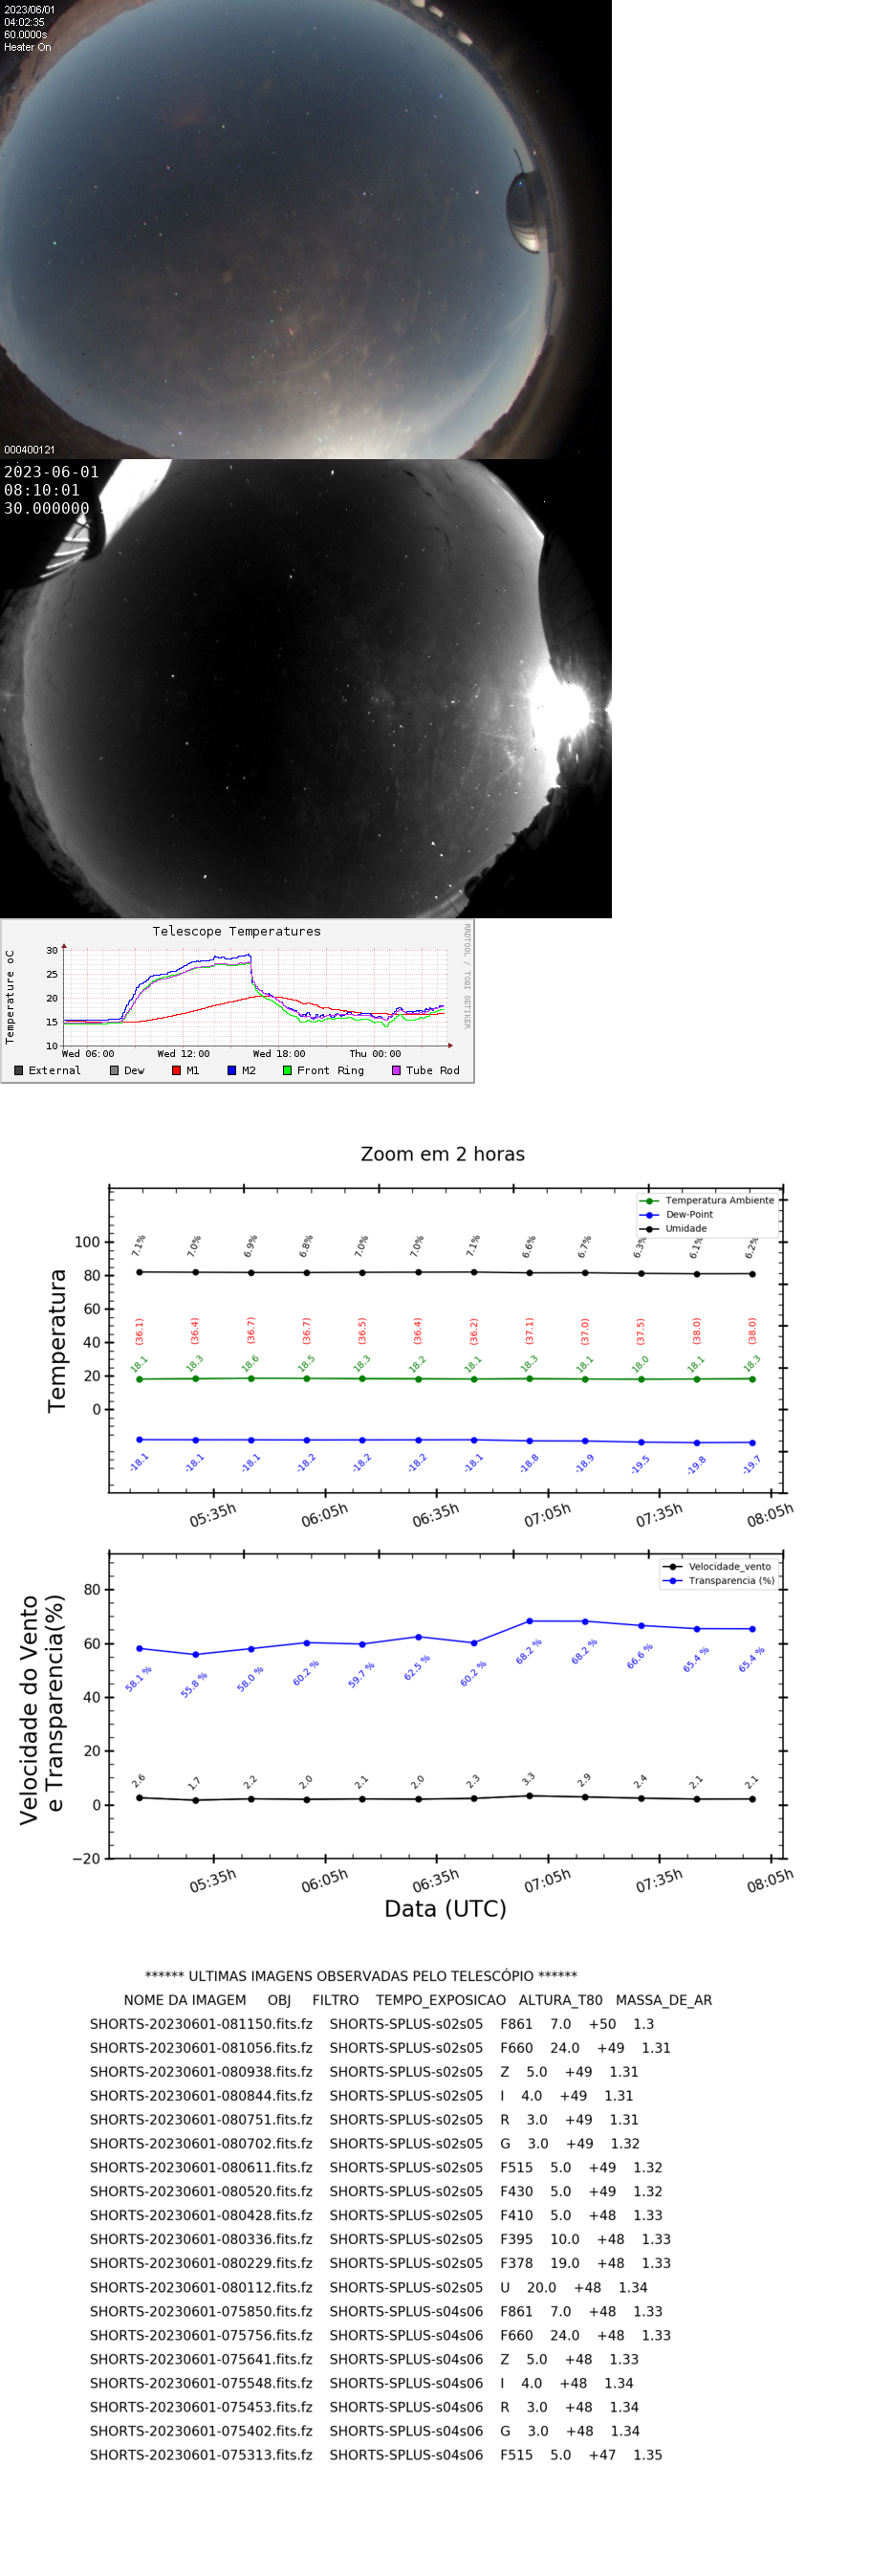 2023/06/01
04:02:35
60.0000s
Heater On
000400121
2023-06-01
08:10:01
30.000000 s
Telescope Temperatures
RRDTOOL / TOBI OETIKER
Temperature oC
30
25
20
15
10
Wed 06:00 Wed 12:00 Wed 18:00 Thu 00:00
External Dew M1 M2 Front Ring Tube Rod
Zoom em 2 horas
Temperatura Ambiente
Dew-Point
Umidade
Temperatura
100
80
60
40
20
0
7.1% 7.0% 6.9% 6.8% 7.0% 7.0% 7.1% 6.6% 6.7% 6.3% 6.1% 6.2%
(36.1) (36.4) (36.7) (36.7) (36.5) (36.4) (36.2) (37.1) (37.0) (37.5) (38.0) (38.0)
18.1 18.3 18.6 18.5 18.3 18.2 18.1 18.3 18.1 18.0 18.1 18.3
-18.1 -18.1 -18.1 -18.2 -18.2 -18.2 -18.1 -18.8 -18.9 -19.5 -19.8 -19.7
05:35h 06:05h 06:35h 07:05h 07:35h 08:05h
Velocidade_vento
Transparencia (%)
Velocidade do Vento
e Transparencia(%)
80
60
40
20
0
−20
58.1 % 55.8 % 58.0 % 60.2 % 59.7 % 62.5 % 60.2 % 68.2 % 68.2 % 66.6 % 65.4 % 65.4 %
2.6 1.7 2.2 2.0 2.1 2.0 2.3 3.3 2.9 2.4 2.1 2.1
05:35h 06:05h 06:35h 07:05h 07:35h 08:05h
Data (UTC)
****** ULTIMAS IMAGENS OBSERVADAS PELO TELESCÓPIO ******
NOME DA IMAGEM OBJ FILTRO TEMPO_EXPOSICAO ALTURA_T80 MASSA_DE_AR
SHORTS-20230601-081150.fits.fz SHORTS-SPLUS-s02s05 F861 7.0 +50 1.3
SHORTS-20230601-081056.fits.fz SHORTS-SPLUS-s02s05 F660 24.0 +49 1.31
SHORTS-20230601-080938.fits.fz SHORTS-SPLUS-s02s05 Z 5.0 +49 1.31
SHORTS-20230601-080844.fits.fz SHORTS-SPLUS-s02s05 I 4.0 +49 1.31
SHORTS-20230601-080751.fits.fz SHORTS-SPLUS-s02s05 R 3.0 +49 1.31
SHORTS-20230601-080702.fits.fz SHORTS-SPLUS-s02s05 G 3.0 +49 1.32
SHORTS-20230601-080611.fits.fz SHORTS-SPLUS-s02s05 F515 5.0 +49 1.32
SHORTS-20230601-080520.fits.fz SHORTS-SPLUS-s02s05 F430 5.0 +49 1.32
SHORTS-20230601-080428.fits.fz SHORTS-SPLUS-s02s05 F410 5.0 +48 1.33
SHORTS-20230601-080336.fits.fz SHORTS-SPLUS-s02s05 F395 10.0 +48 1.33
SHORTS-20230601-080229.fits.fz SHORTS-SPLUS-s02s05 F378 19.0 +48 1.33
SHORTS-20230601-080112.fits.fz SHORTS-SPLUS-s02s05 U 20.0 +48 1.34
SHORTS-20230601-075850.fits.fz SHORTS-SPLUS-s04s06 F861 7.0 +48 1.33
SHORTS-20230601-075756.fits.fz SHORTS-SPLUS-s04s06 F660 24.0 +48 1.33
SHORTS-20230601-075641.fits.fz SHORTS-SPLUS-s04s06 Z 5.0 +48 1.33
SHORTS-20230601-075548.fits.fz SHORTS-SPLUS-s04s06 I 4.0 +48 1.34
SHORTS-20230601-075453.fits.fz SHORTS-SPLUS-s04s06 R 3.0 +48 1.34
SHORTS-20230601-075402.fits.fz SHORTS-SPLUS-s04s06 G 3.0 +48 1.34
SHORTS-20230601-075313.fits.fz SHORTS-SPLUS-s04s06 F515 5.0 +47 1.35